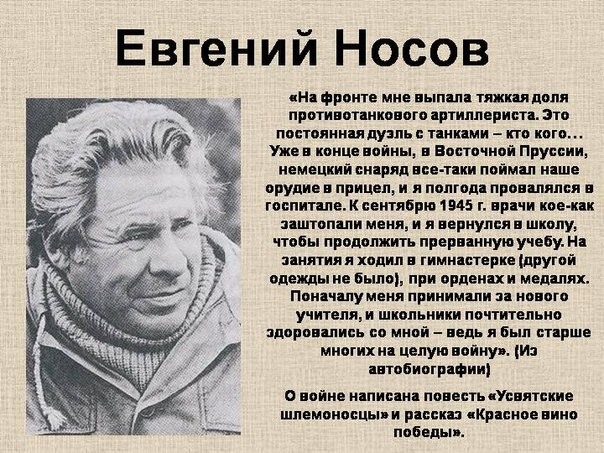 Евгений Носов
«На фронте мне выпала тяжкая доля
противотанкового артиллериста. Это
постоянная дуэль с танками – кто кого…
Уже в конце войны, в Восточной Пруссии,
немецкий снаряд все-таки поймал наше
орудие в прицел, и я полгода провалялся в
госпитале. К сентябрю 1945 г. врачи кое-как
заштопали меня, и я вернулся в школу,
чтобы продолжить прерванную учебу. На
занятия я ходил в гимнастерке (другой
одежды не было), при орденах и медалях.
Поначалу меня принимали за нового
учителя, и школьники почтительно
здоровались со мной – ведь я был старше
многих на целую войну». (Из
автобиографии)
О войне написана повесть «Усвятские
шлемоносцы» и рассказ «Красное вино
победы».